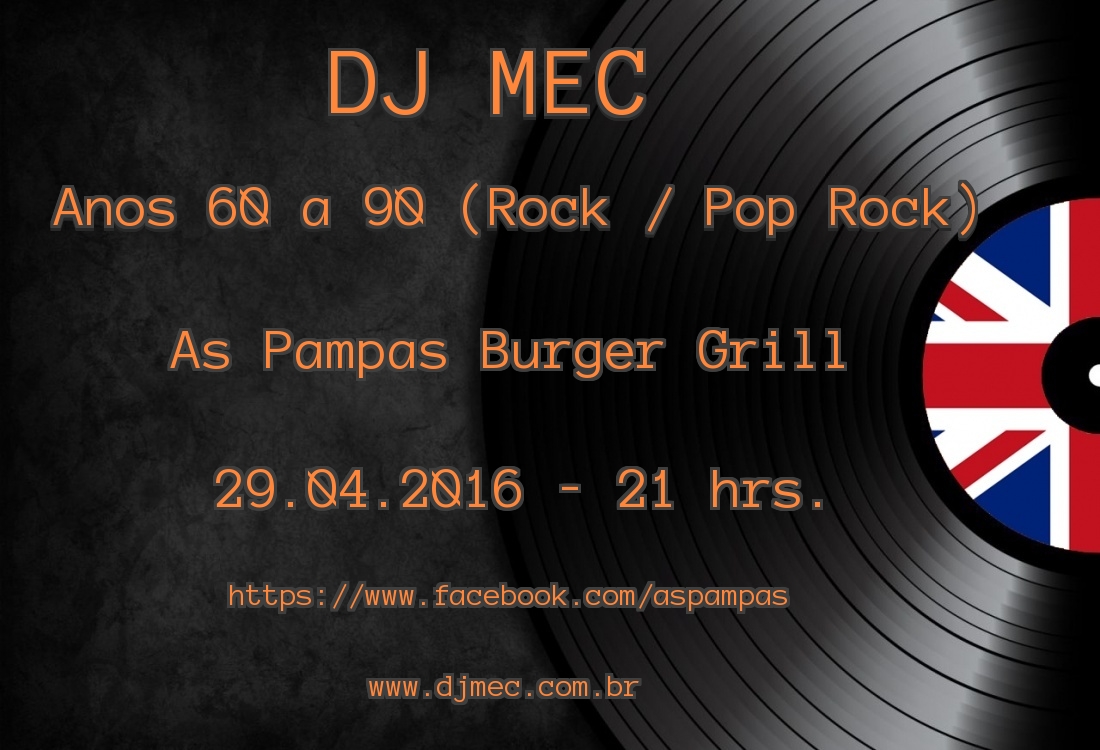 DJ MEC
Anos 60 a 90 (Rock / Pop Rock)
As Pampas Burger Grill
29.04.2016 - 21 hrs.
https://www.facebook.com/aspampas
www.djmec.com.br